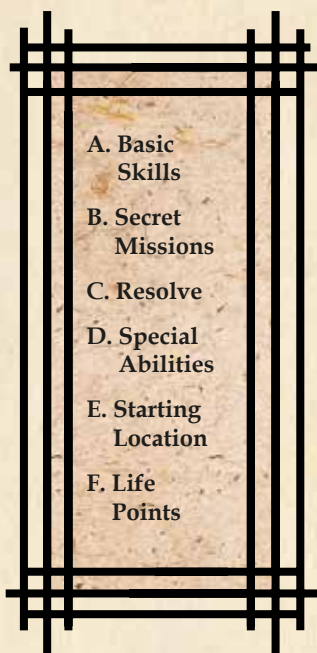 A. Basic
Skills
B. Secret
Missions
C. Resolve
D. Special
Abilities
E. Starting
Location
F. Life
Points